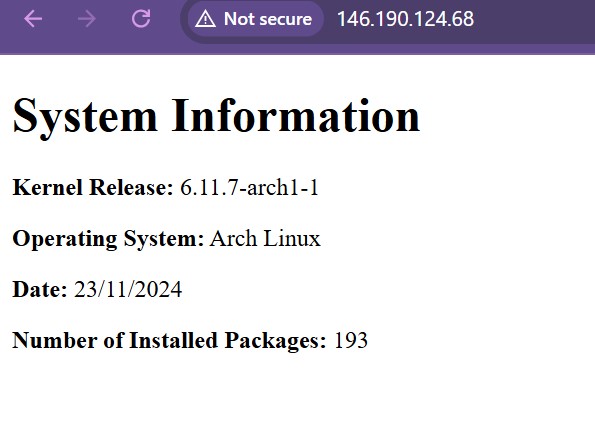 Not secure 146.190.124.68
System Information
Kernel Release: 6.11.7-arch1-1
Operating System: Arch Linux
Date: 23/11/2024
Number of Installed Packages: 193